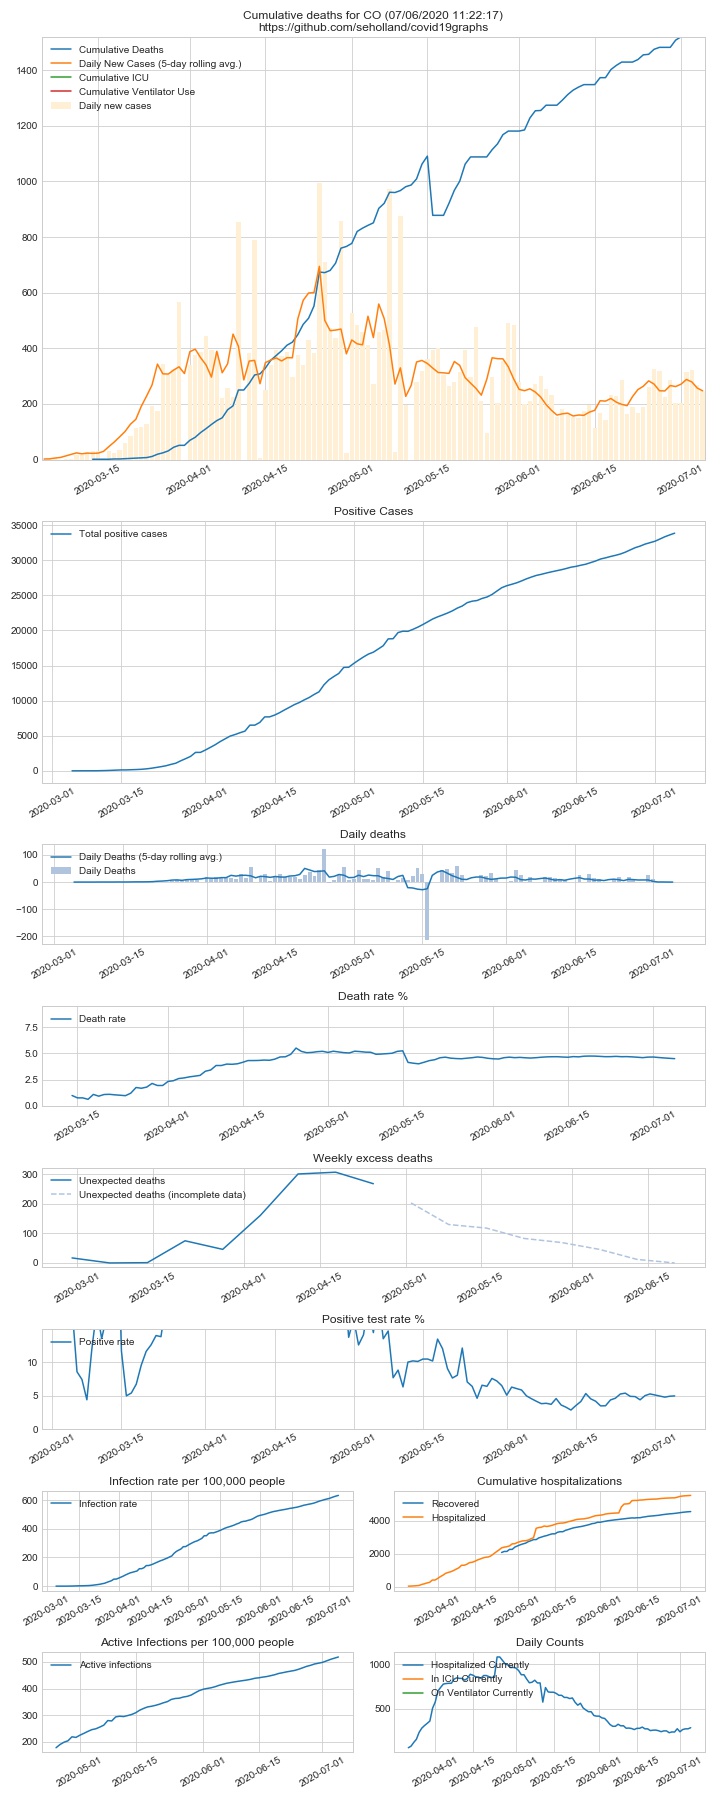 Cumulative deaths for CO (07/06/2020 11:22:17)
https://github.com/seholland/covid19graphs
Cumulative Deaths
Daily New Cases (5-day rolling avg.)
Cumulative ICU
Cumulative Ventilator Use
Daily new cases
1400
1200
1000
800
600
400
200
0
2020-03-15 2020-04-01 2020-04-15 2020-05-01 2020-05-15 2020-06-01 2020-06-15 2020-07-01
Positive Cases
Total positive cases
35000
30000
25000
20000
15000
10000
5000
0
2020-03-01 2020-03-15 2020-04-01 2020-04-15 2020-05-01 2020-05-15 2020-06-01 2020-06-15 2020-07-01
Daily deaths
Daily Deaths (5-day rolling avg.)
Daily Deaths
100
0
−100
−200
2020-03-01 2020-03-15 2020-04-01 2020-04-15 2020-05-01 2020-05-15 2020-06-01 2020-06-15 2020-07-01
Death rate %
Death rate
7.5
5.0
2.5
0.0
2020-03-15 2020-04-01 2020-04-15 2020-05-01 2020-05-15 2020-06-01 2020-06-15 2020-07-01
Weekly excess deaths
Unexpected deaths
Unexpected deaths (incomplete data)
300
200
100
0
2020-03-01 2020-03-15 2020-04-01 2020-04-15 2020-05-01 2020-05-15 2020-06-01 2020-06-15
Positive test rate %
Positive rate
10
5
0
2020-03-01 2020-03-15 2020-04-01 2020-04-15 2020-05-01 2020-05-15 2020-06-01 2020-06-15 2020-07-01
Infection rate per 100,000 people
Infection rate
600
400
200
0
2020-03-01 2020-03-15 2020-04-01 2020-04-15 2020-05-01 2020-05-15 2020-06-01 2020-06-15 2020-07-01
Cumulative hospitalizations
Recovered
Hospitalized
4000
2000
0
2020-04-01 2020-04-15 2020-05-01 2020-05-15 2020-06-01 2020-06-15 2020-07-01
Active Infections per 100,000 people
Active infections
500
400
300
200
2020-05-01 2020-05-15 2020-06-01 2020-06-15 2020-07-01
Daily Counts
Hospitalized Currently
In ICU Currently
On Ventilator Currently
1000
500
2020-04-01 2020-04-15 2020-05-01 2020-05-15 2020-06-01 2020-06-15 2020-07-01